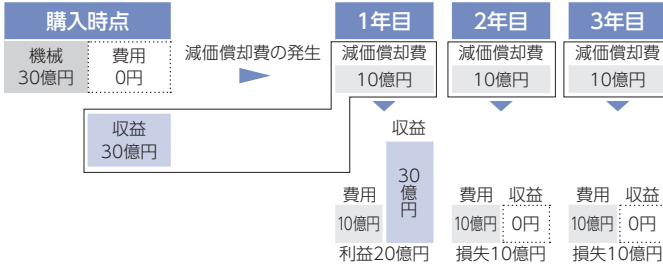 購入時点
機械
30億円
費用
0円
減価償却費の発生
収益
30億円
1年目
減価償却費
10億円
収益
30億円
費用
10億円
利益20億円
2年目
減価償却費
10億円
費用 収益
10億円 0円
損失10億円
3年目
減価償却費
10億円
費用 収益
10億円 0円
損失10億円